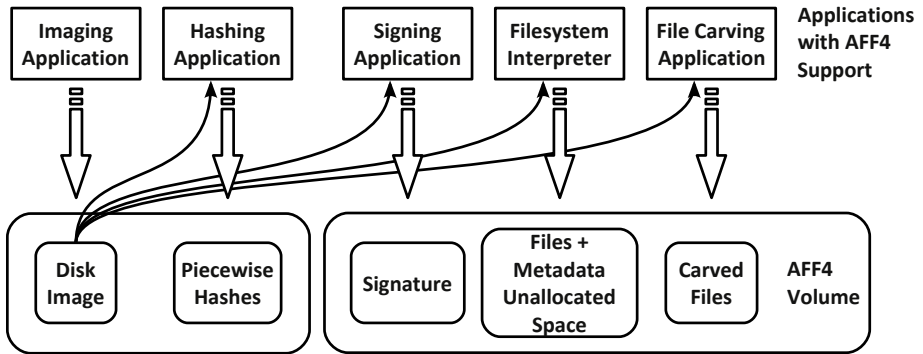 Imaging
Application
Hashing
Application
Signing
Application
Filesystem
Interpreter
File Carving
Application
Applications
with AFF4
Support
Disk
Image
Piecewise
Hashes
Signature
Files +
Metadata
Unallocated
Space
Carved
Files
AFF4
Volume